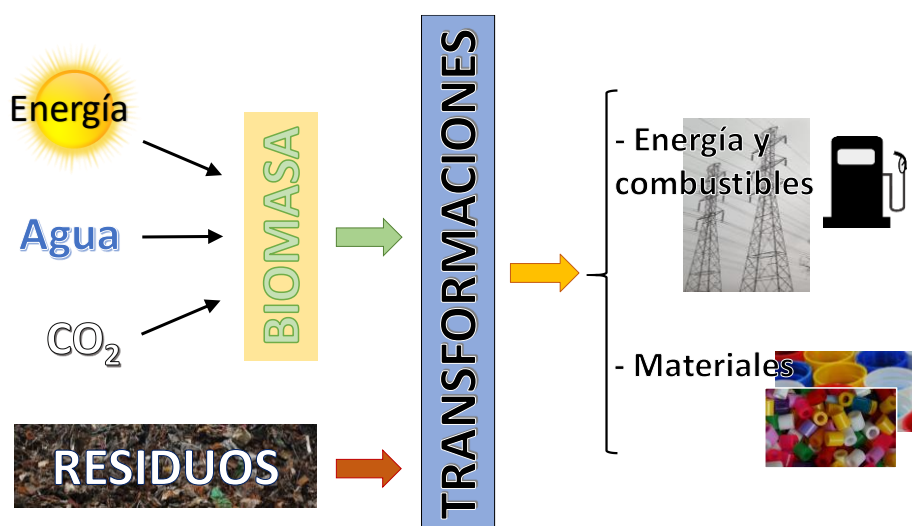 Energía
Agua
CO₂
BIOMASA
RESIDUOS
TRANSFORMACIONES
- Energía y
combustibles
- Materiales